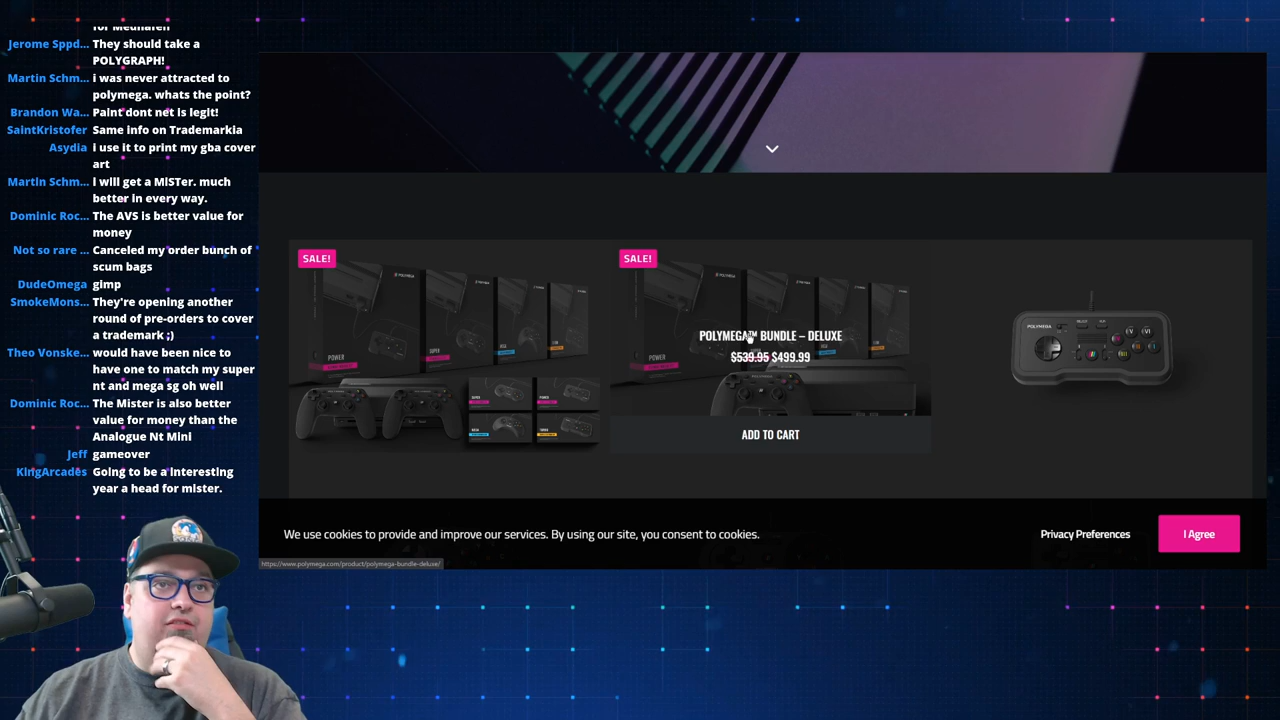 for Mednafen
Jerome Sppd... They should take a
POLYGRAPH!
Martin Schm... i was never attracted to
polymega. whats the point?
Brandon Wa... Paint dont net is legit!
SaintKristofer Same info on Trademarkia
Asydia i use it to print my gba cover
art
Martin Schm... I will get a MiSTer. much
better in every way.
Dominic Roc... The AVS is better value for
money
Not so rare ... Canceled my order bunch of
scum bags
DudeOmega gimp
SmokeMons... They're opening another
round of pre-orders to cover
a trademark ;)
Theo Vonske... would have been nice to
have one to match my super
nt and mega sg oh well
Dominic Roc... The Mister is also better
value for money than the
Analogue Nt Mini
Jeff gameover
KingArcades Going to be a interesting
year a head for mister.
SALE!
POWER
SALE!
POWER
POLYMEGA™ BUNDLE – DELUXE
$539.95 $499.99
ADD TO CART
POLYMEGA
We use cookies to provide and improve our services. By using our site, you consent to cookies.
Privacy Preferences
I Agree
https://www.polymega.com/product/polymega-bundle-deluxe/